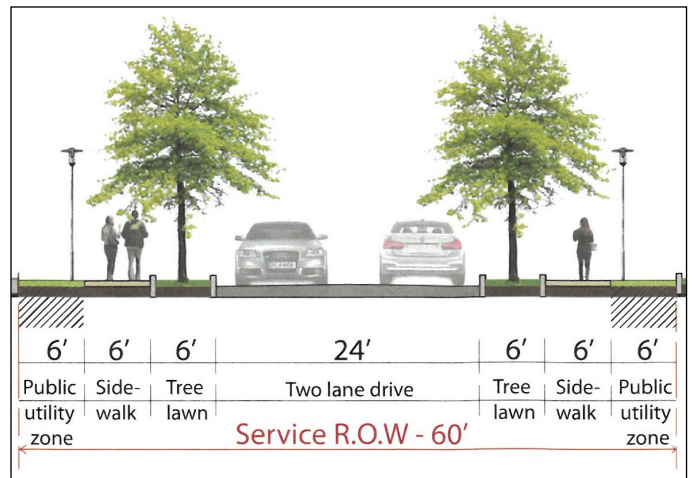 6′ 6′ 6′ 24′ 6′ 6′ 6′
Public Side- Tree Two lane drive Tree Side- Public
utility walk lawn lawn walk utility
zone zone
Service R.O.W - 60′